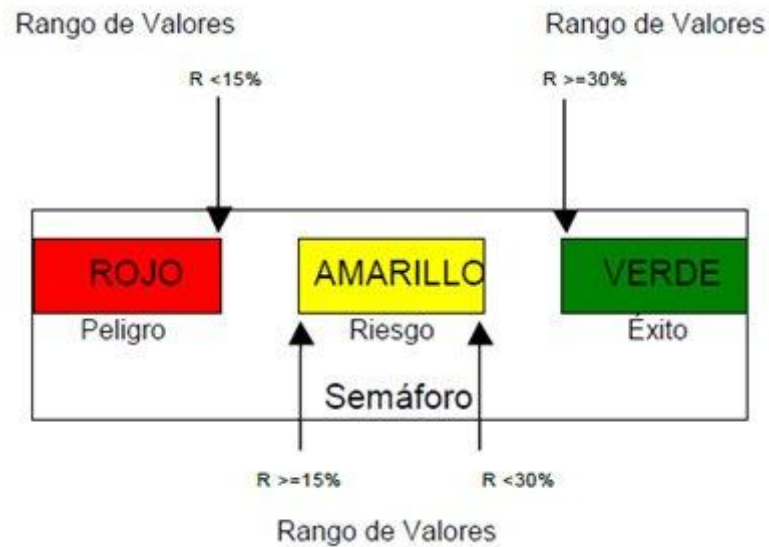 Rango de Valores
Rango de Valores
R <15%
R >=30%
ROJO
AMARILLO
VERDE
Peligro
Riesgo
Éxito
Semáforo
R >=15%
R <30%
Rango de Valores